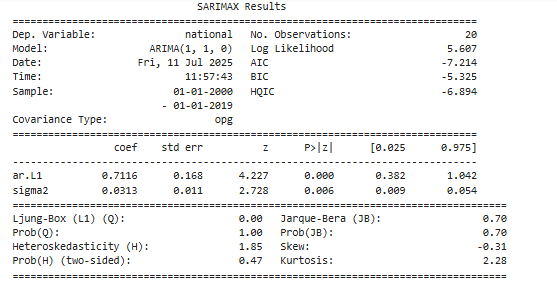 SARIMAX Results
==============================================================================
Dep. Variable:               national   No. Observations:                   20
Model:                 ARIMA(1, 1, 0)   Log Likelihood                   5.607
Date:                Fri, 11 Jul 2025   AIC                             -7.214
Time:                        11:57:43   BIC                             -5.325
Sample:                    01-01-2000   HQIC                            -6.894
                         - 01-01-2019
Covariance Type:                  opg
==============================================================================
                 coef    std err          z      P>|z|      [0.025      0.975]
------------------------------------------------------------------------------
ar.L1          0.7116      0.168      4.227      0.000       0.382       1.042
sigma2         0.0313      0.011      2.728      0.006       0.009       0.054
===================================================================================
Ljung-Box (L1) (Q):                   0.00   Jarque-Bera (JB):                 0.70
Prob(Q):                              1.00   Prob(JB):                         0.70
Heteroskedasticity (H):               1.85   Skew:                            -0.31
Prob(H) (two-sided):                  0.47   Kurtosis:                         2.28
===================================================================================